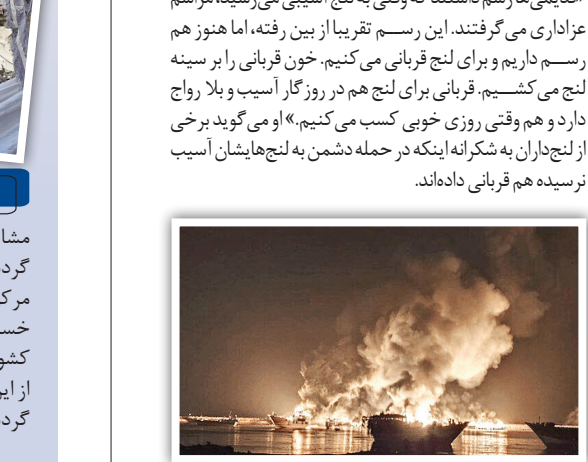 عزاداری می‌گرفتند. این رسم تقریبا از بین رفته، اما هنوز هم
رسم داریم و برای لنج قربانی می‌کنیم. خون قربانی را بر سینه
لنج می‌کشیم. قربانی برای لنج هم در روزگار آسیب و بلا رواج
دارد و هم وقتی روزی خوبی کسب می‌کنیم.» او می‌گوید برخی
از لنج‌داران به شکرانه اینکه در حمله دشمن به لنج‌هایشان آسیب
نرسیده هم قربانی داده‌اند.